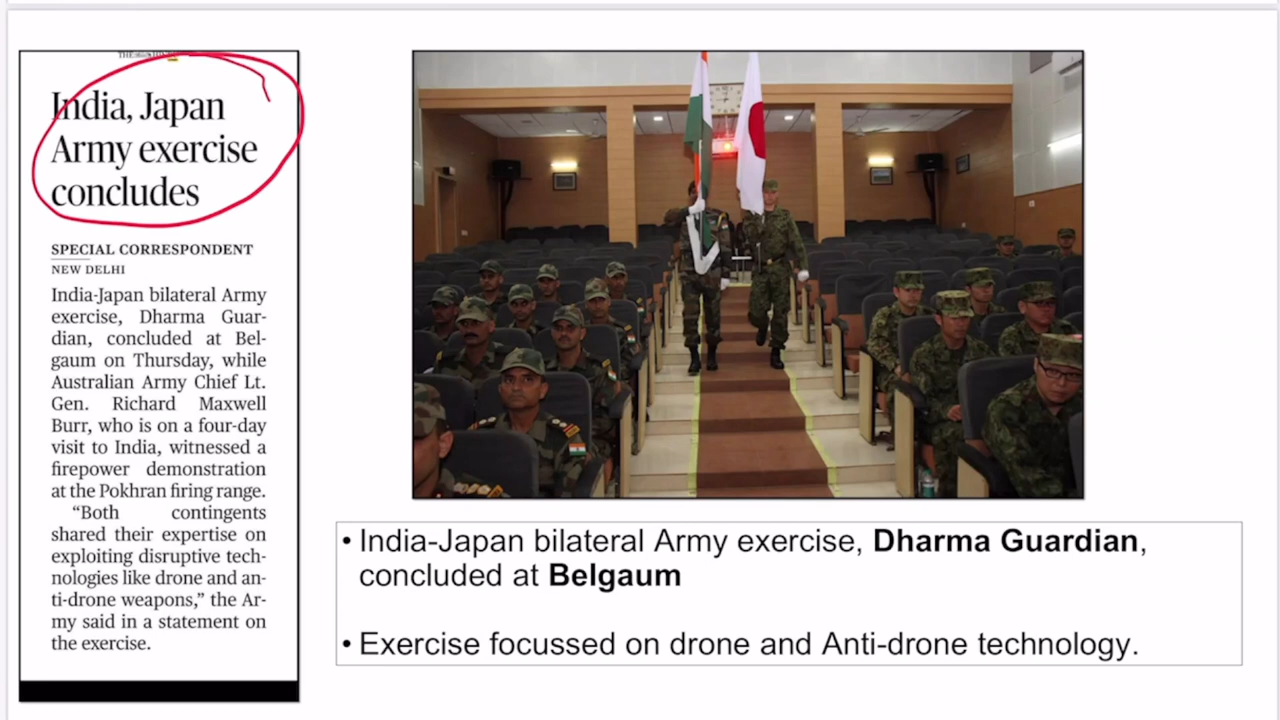 India, Japan
Army exercise
concludes
SPECIAL CORRESPONDENT
NEW DELHI
India-Japan bilateral Army
exercise, Dharma Guar-
dian, concluded at Bel-
gaum on Thursday, while
Australian Army Chief Lt.
Gen. Richard Maxwell
Burr, who is on a four-day
visit to India, witnessed a
firepower demonstration
at the Pokhran firing range.
“Both contingents
shared their expertise on
exploiting disruptive tech-
nologies like drone and an-
ti-drone weapons,” the Ar-
my said in a statement on
the exercise.
• India-Japan bilateral Army exercise, Dharma Guardian,
concluded at Belgaum
• Exercise focussed on drone and Anti-drone technology.